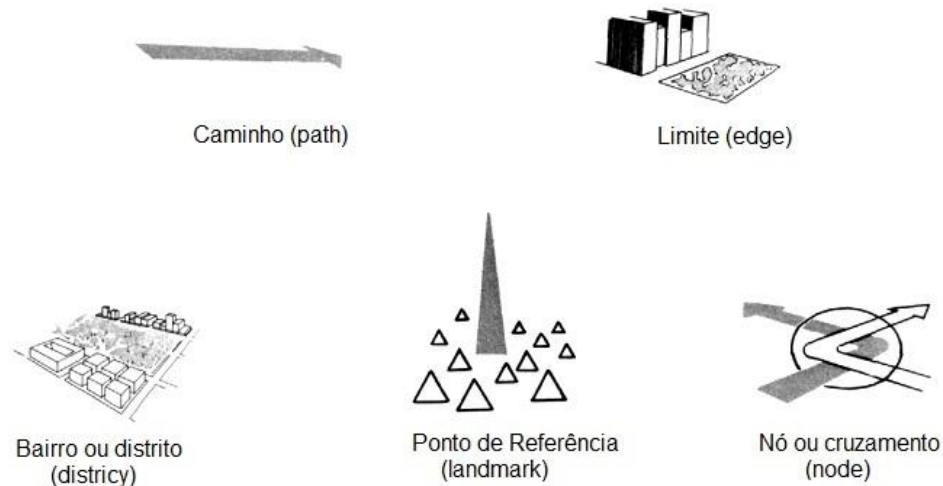 Caminho (path)
Limite (edge)
Bairro ou distrito
(districy)
Ponto de Referência
(landmark)
Nó ou cruzamento
(node)